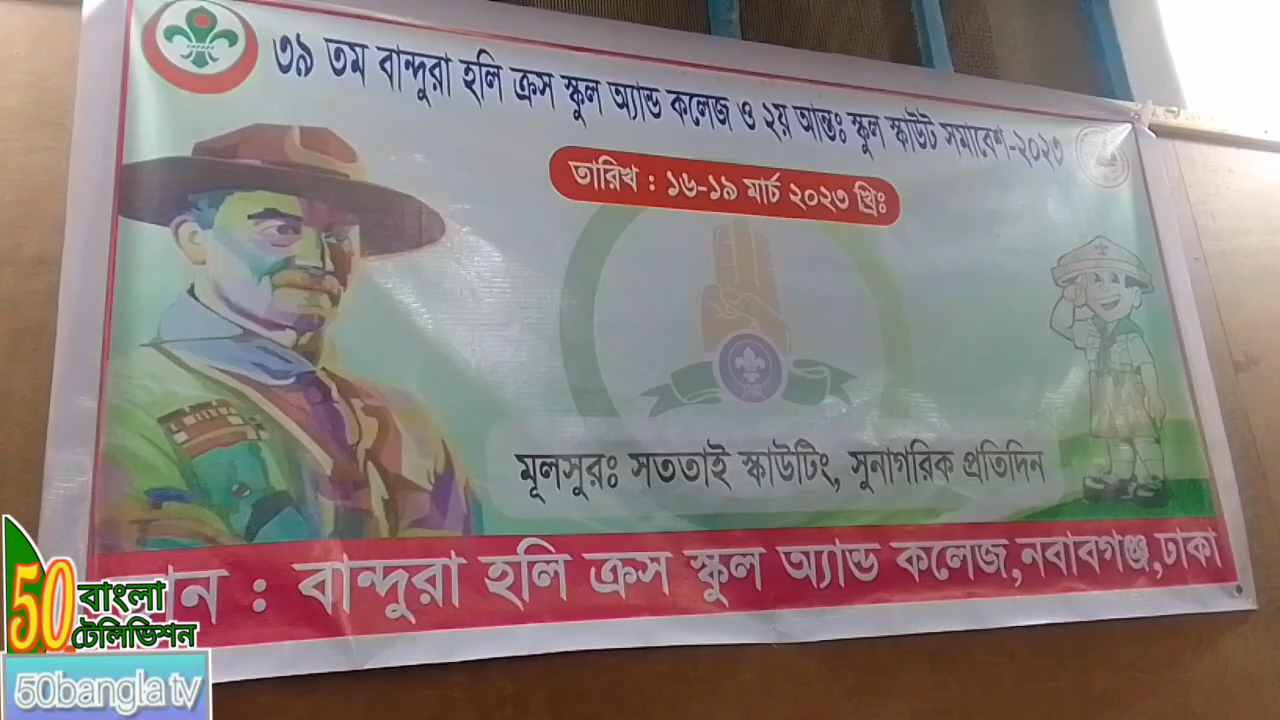 ৩৯ তম বান্দুরা হলি ক্রস স্কুল অ্যান্ড কলেজ ও ২য় আন্তঃ স্কুল স্কাউট সমাবেশ-২০২৩
তারিখ : ১৬-১৯ মার্চ ২০২৩ খ্রিঃ
মূলসুরঃ সততাই স্কাউটিং, সুনাগরিক প্রতিদিন
: বান্দুরা হলি ক্রস স্কুল অ্যান্ড কলেজ,নবাবগঞ্জ,ঢাকা
50 বাংলা
টেলিভিশন
50bangla tv